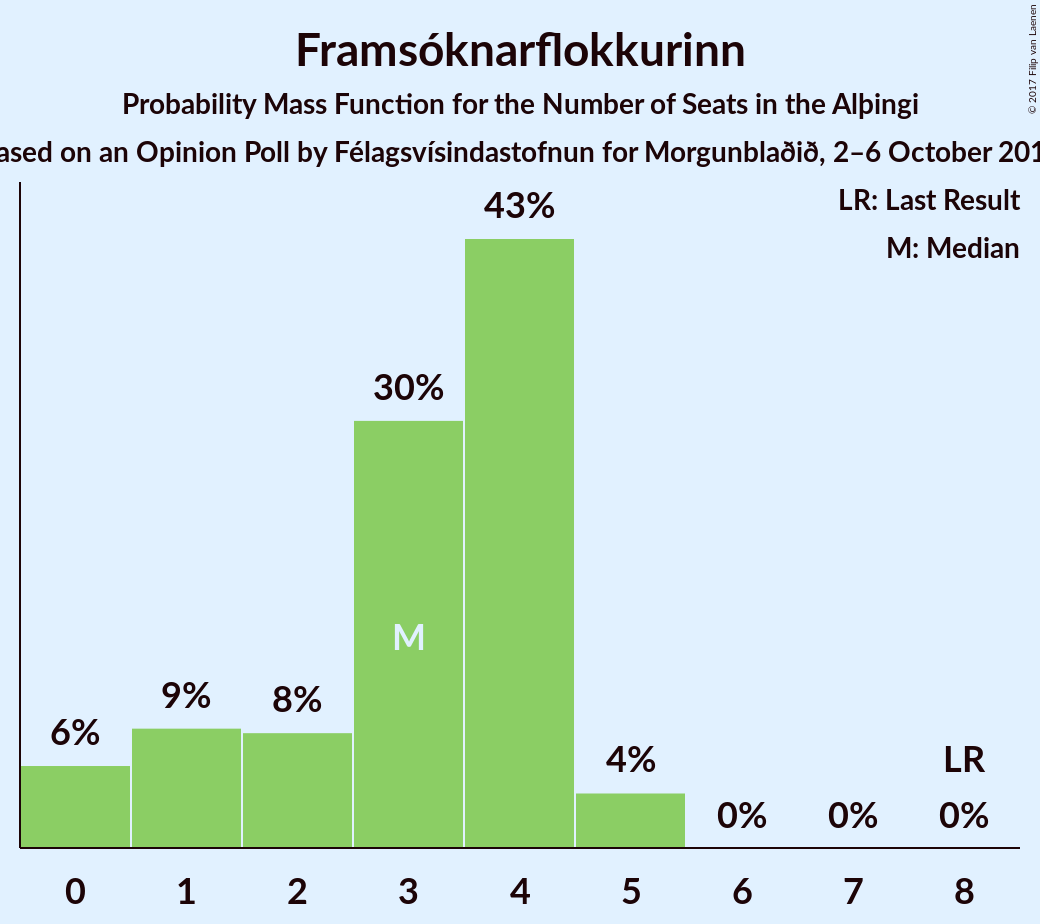 Framsóknarflokkurinn
Probability Mass Function for the Number of Seats in the Alþingi
ased on an Opinion Poll by Félagsvísindastofnun for Morgunblaðið, 2–6 October 201
© 2017 Filip van Laenen
LR: Last Result
M: Median
43%
30%
M
9%
8%
6%
4%
LR
0% 0% 0%
0 1 2 3 4 5 6 7 8